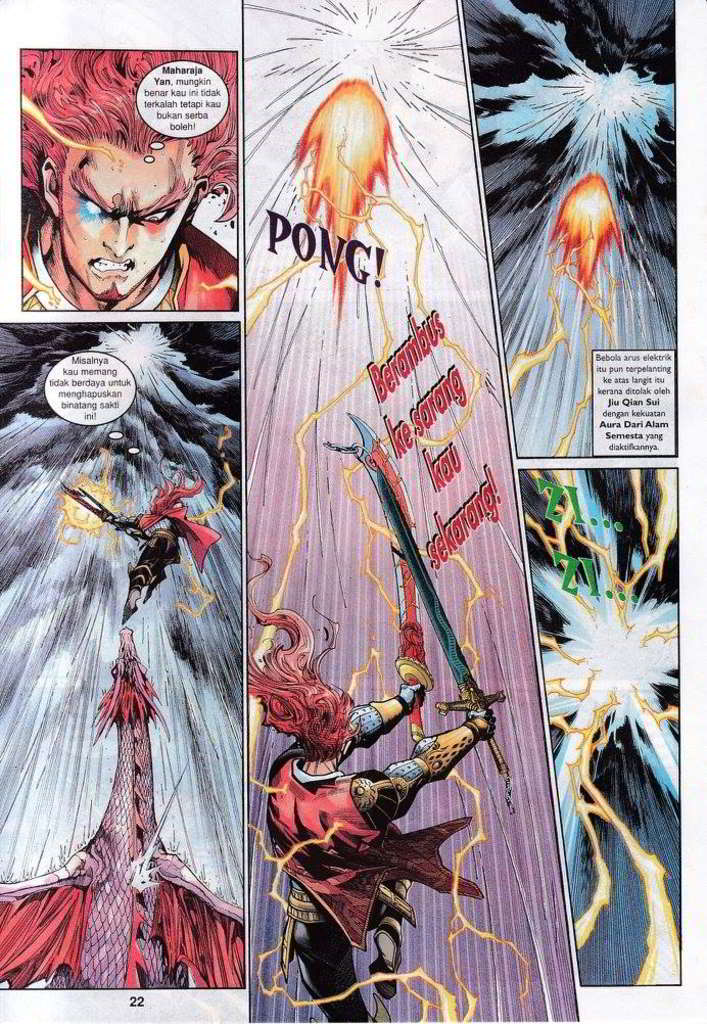 Maharaja
Yan, mungkin
benar kau ini tidak
terkalah tetapi kau
bukan serba
boleh!
Misalnya
kau memang
tidak berdaya untuk
menghapuskan
binatang sakti
ini!
PONG!
Berambus
ke sarang
kau
sekarang!
Bebola arus elektrik
itu pun terpelanting
ke atas langit itu
kerana ditolak oleh
Jiu Qian Sui
dengan kekuatan
Aura Dari Alam
Semesta yang
diaktifkannya.
ZI...
ZI...
22